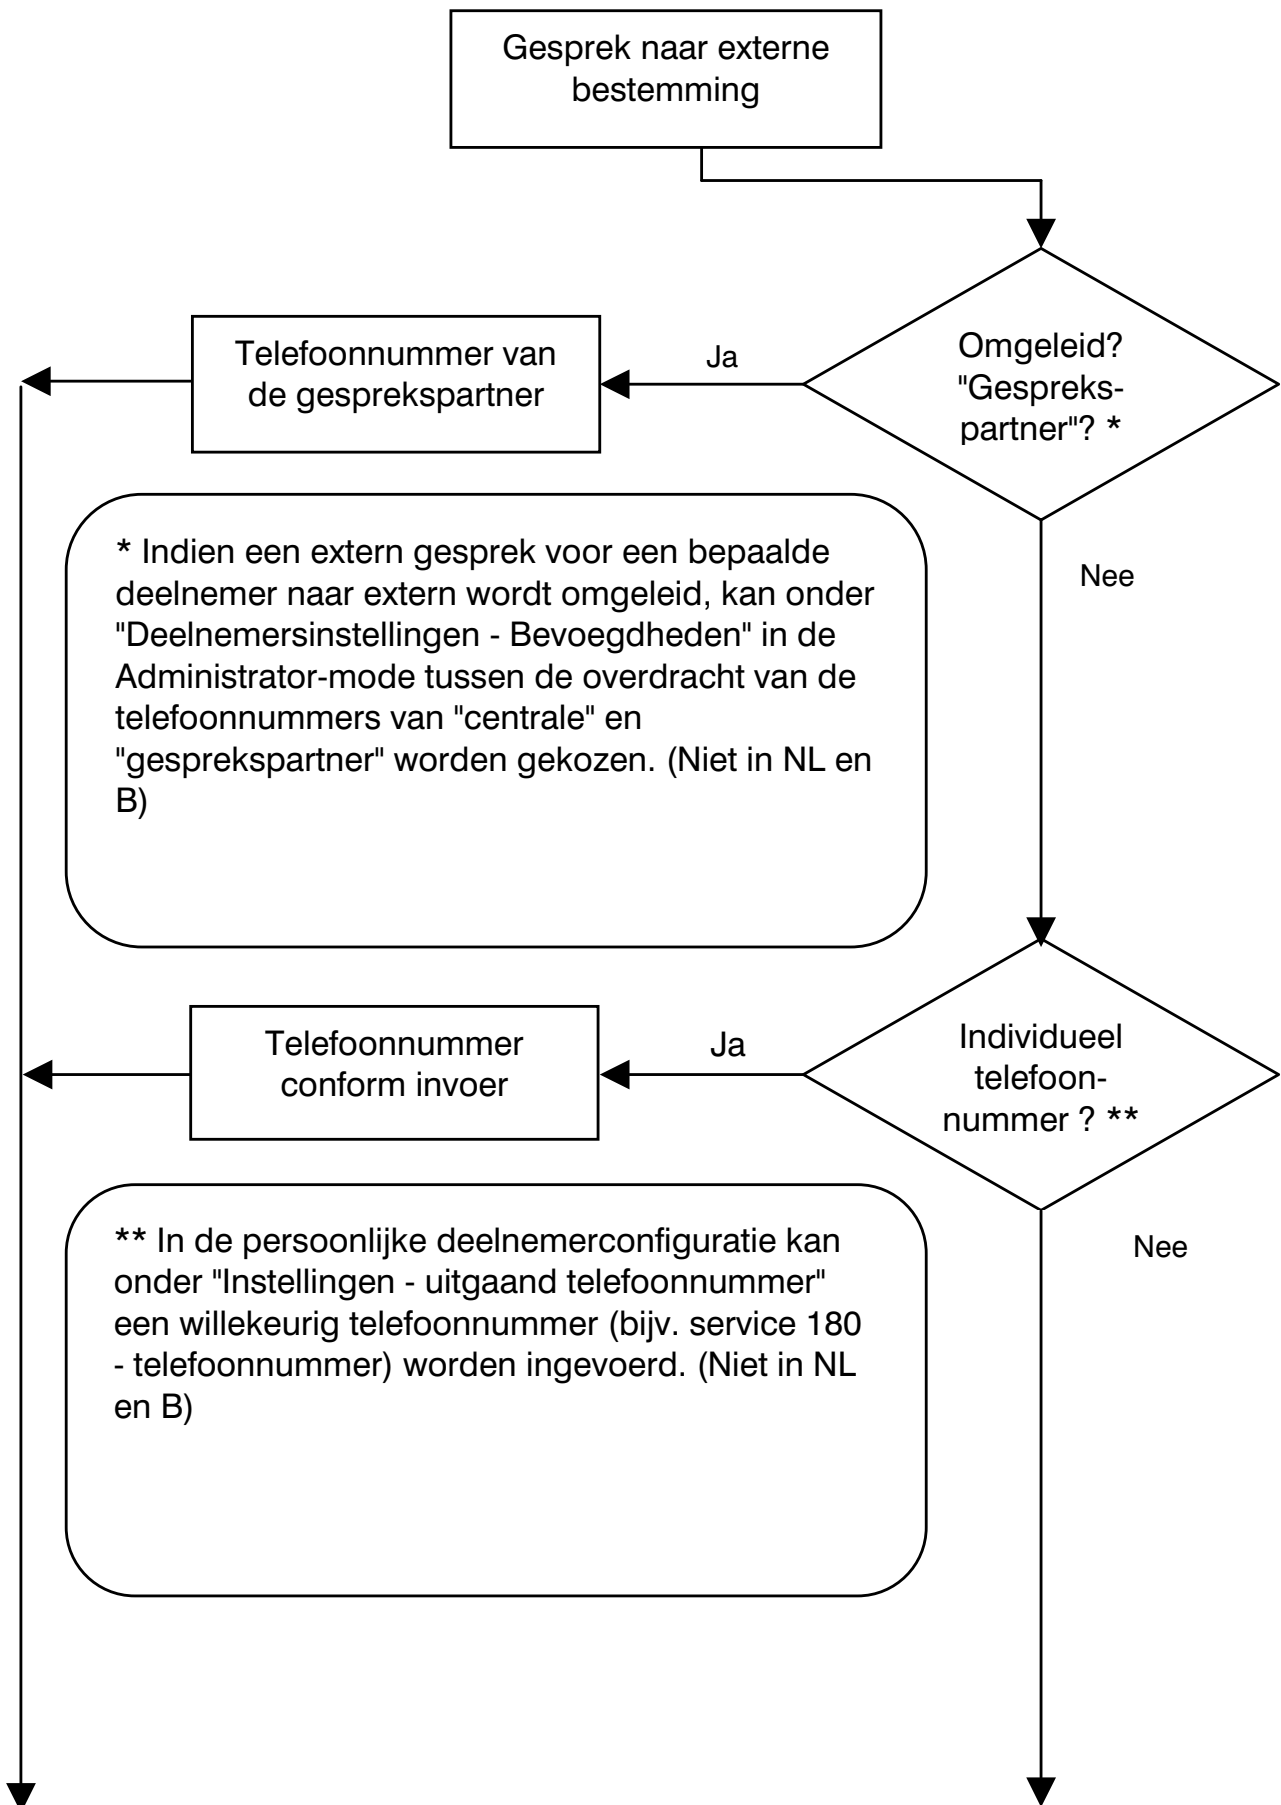 Gesprek naar externe
bestemming
Omgeleid?
"Gespreks-
partner"? *
Ja
Telefoonnummer van
de gesprekspartner
Nee
* Indien een extern gesprek voor een bepaalde
deelnemer naar extern wordt omgeleid, kan onder
"Deelnemersinstellingen - Bevoegdheden" in de
Administrator-mode tussen de overdracht van de
telefoonnummers van "centrale" en
"gesprekspartner" worden gekozen. (Niet in NL en
B)
Individueel
telefoon-
nummer ? **
Ja
Telefoonnummer
conform invoer
Nee
** In de persoonlijke deelnemerconfiguratie kan
onder "Instellingen - uitgaand telefoonnummer"
een willekeurig telefoonnummer (bijv. service 180
- telefoonnummer) worden ingevoerd. (Niet in NL
en B)